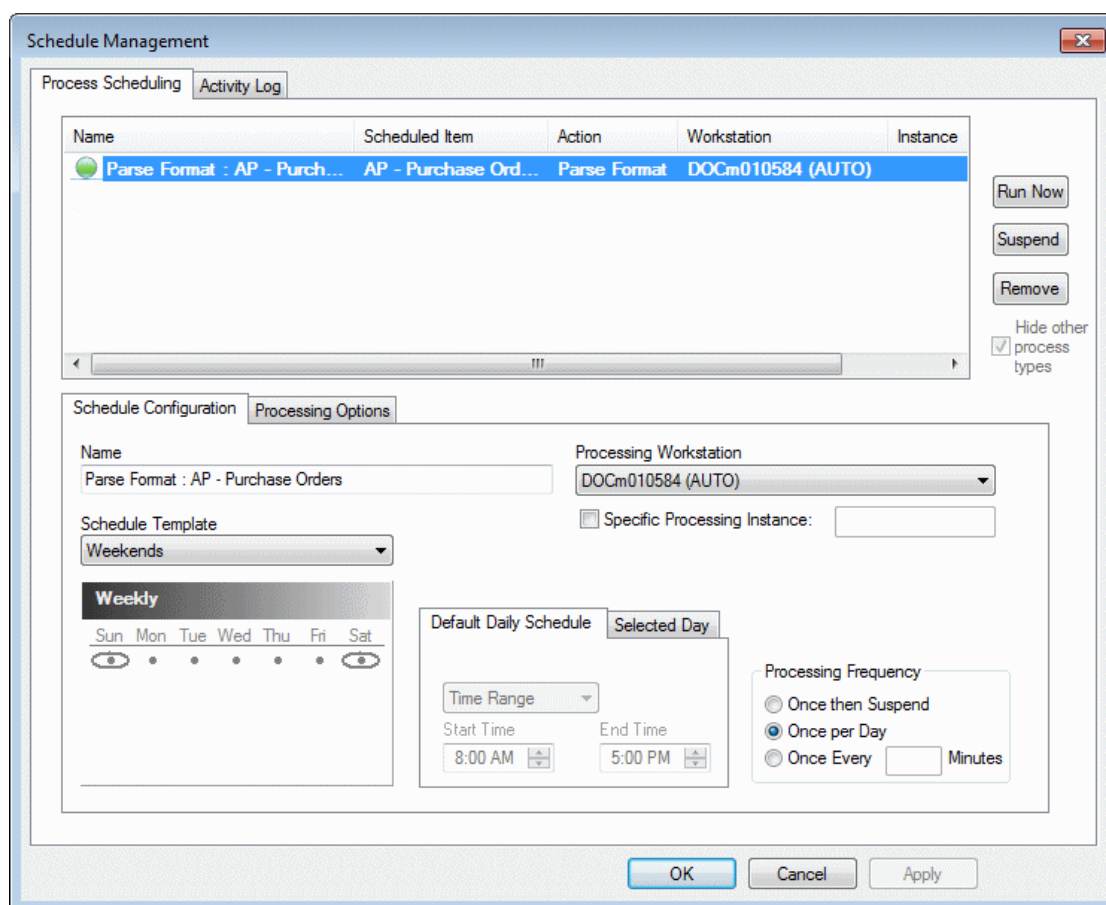 Schedule Management
Process Scheduling Activity Log
Name Scheduled Item Action Workstation Instance
Parse Format : AP - Purch... AP - Purchase Ord... Parse Format DOCm010584 (AUTO)
Run Now
Suspend
Remove
Hide other
process
types
Schedule Configuration Processing Options
Name
Parse Format : AP - Purchase Orders
Processing Workstation
DOCm010584 (AUTO)
Specific Processing Instance:
Schedule Template
Weekends
Weekly
Sun Mon Tue Wed Thu Fri Sat
Default Daily Schedule Selected Day
Time Range
Start Time End Time
8:00 AM 5:00 PM
Processing Frequency
Once then Suspend
Once per Day
Once Every Minutes
OK Cancel Apply